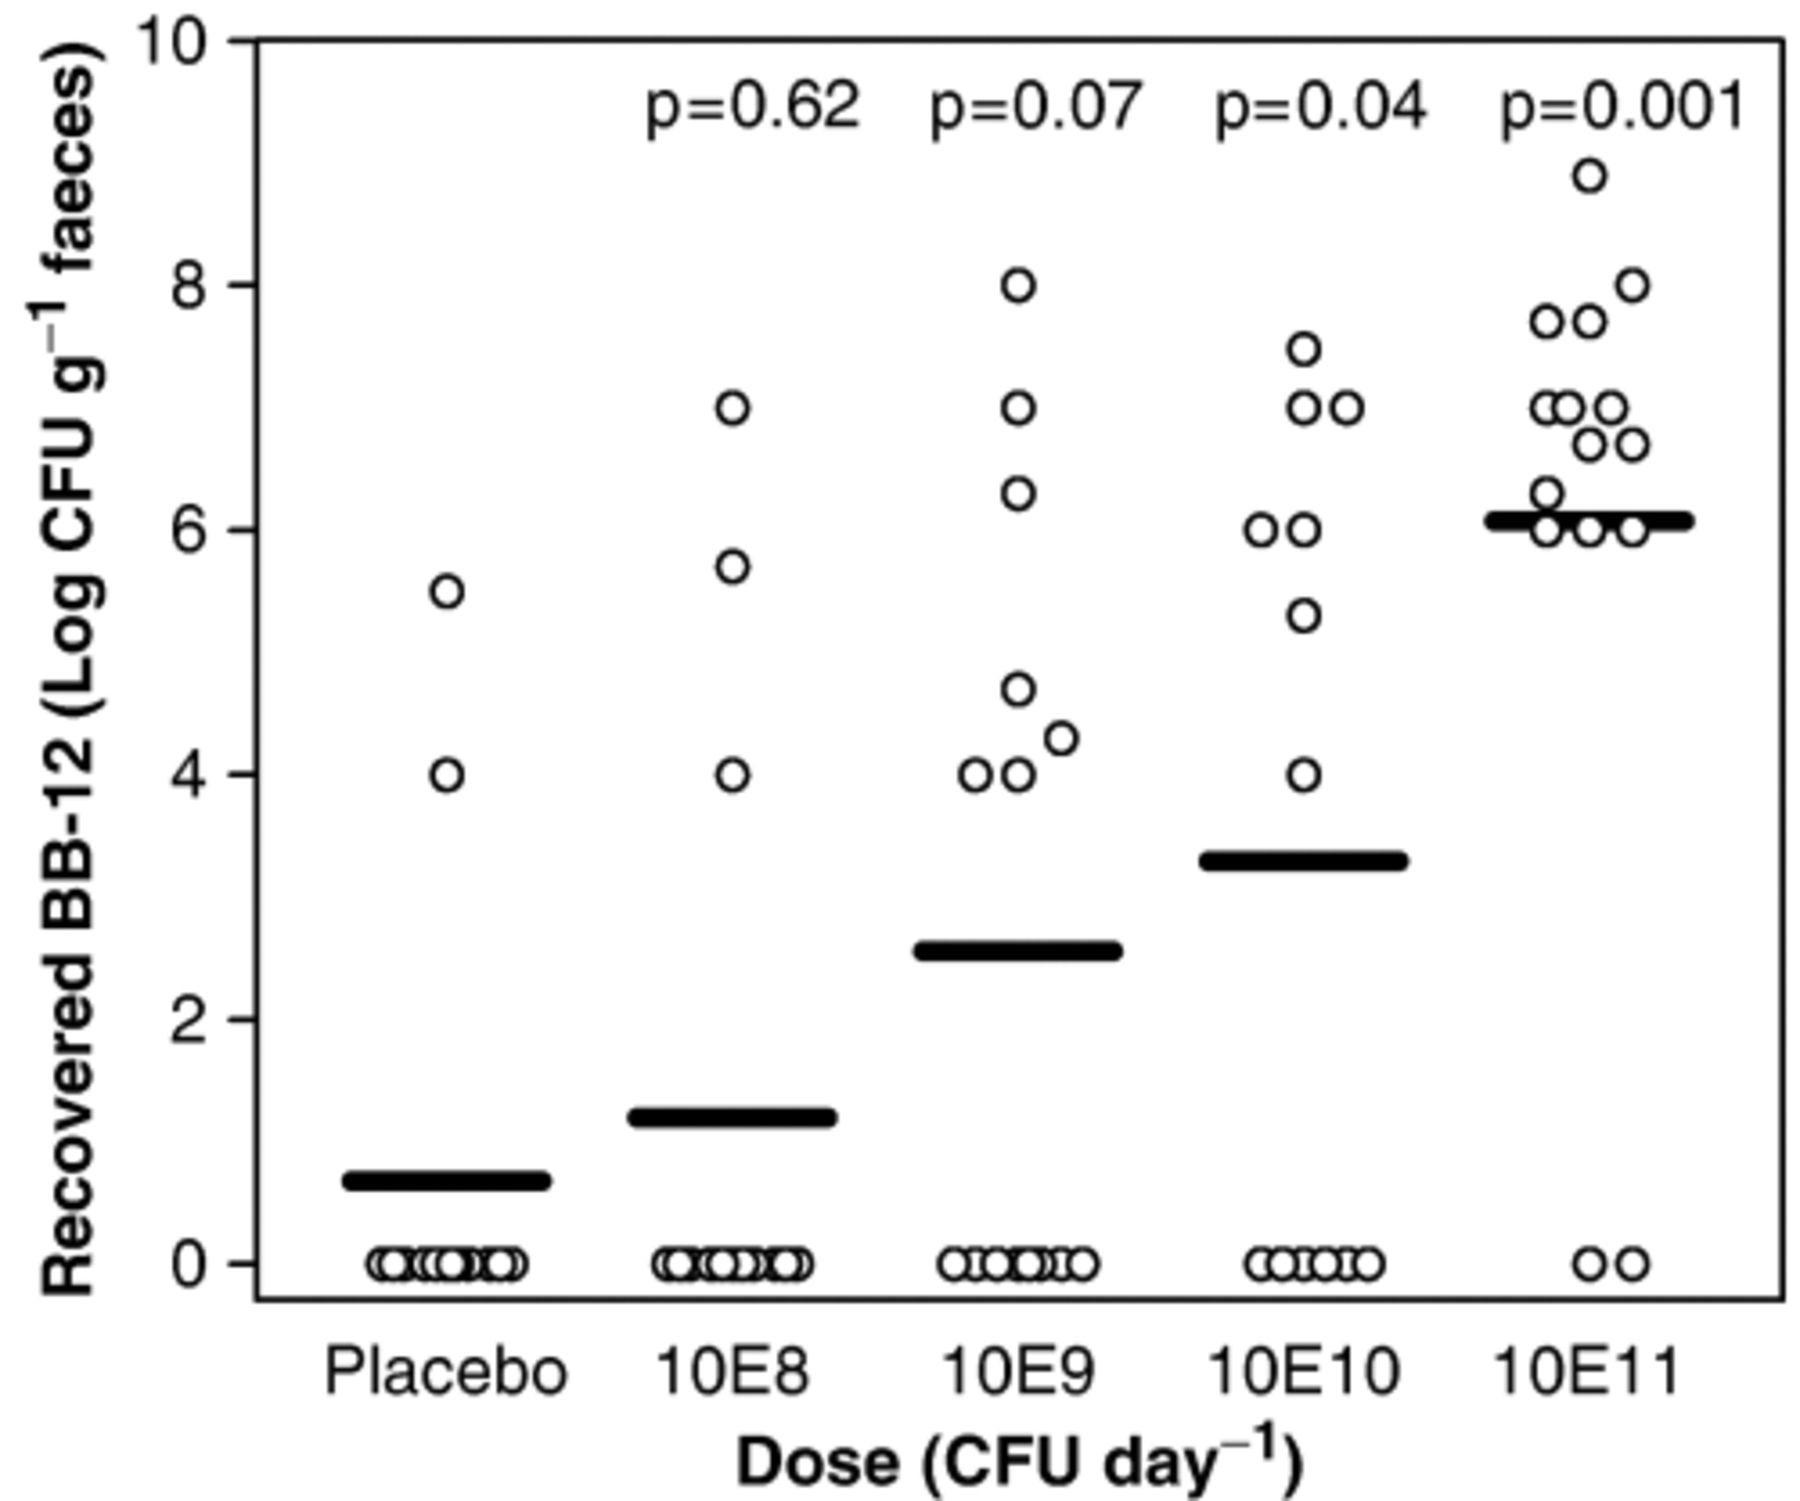 Recovered BB-12 (Log CFU g⁻¹ faeces)
10
8
6
4
2
0
p=0.62 p=0.07 p=0.04 p=0.001
Placebo 10E8 10E9 10E10 10E11
Dose (CFU day⁻¹)